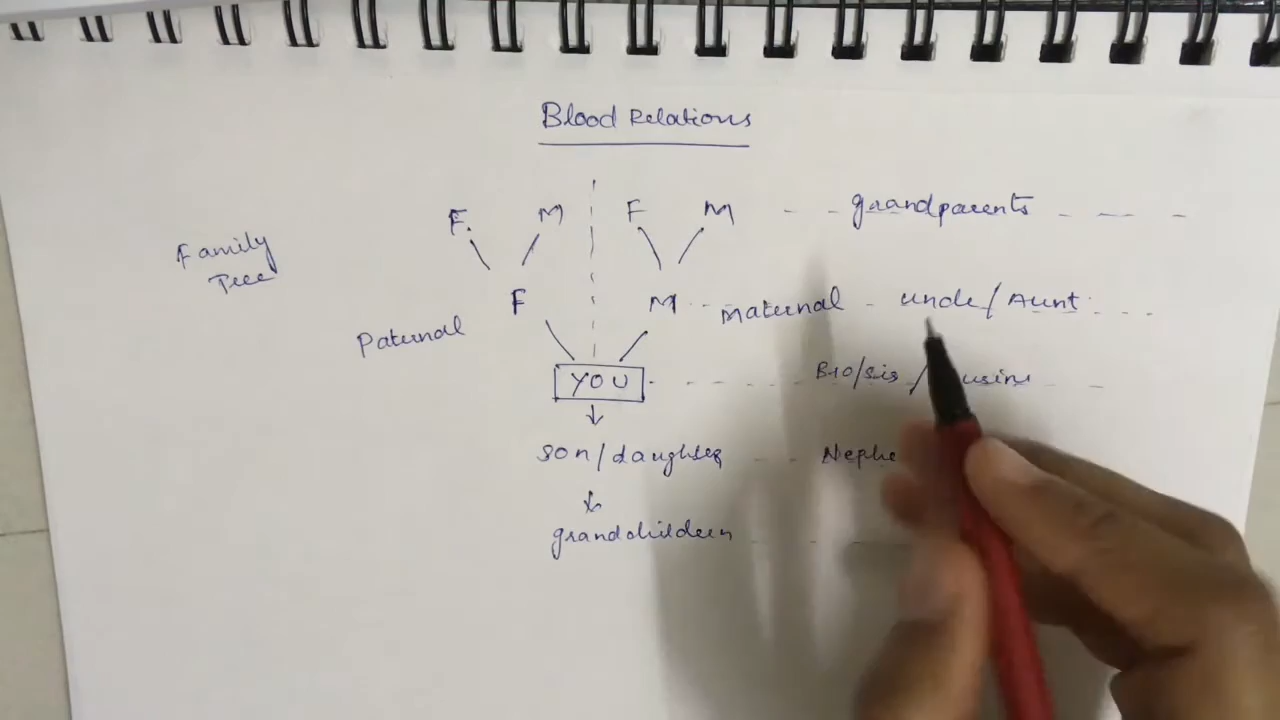 Blood Relations
F. M F M - - grandparents - - - -
Family
Tree
F M - - Maternal - uncle/Aunt - - -
Paternal
YOU - - - - Bro/sis / - - -
son/daughter - - -
grandchildren - - -